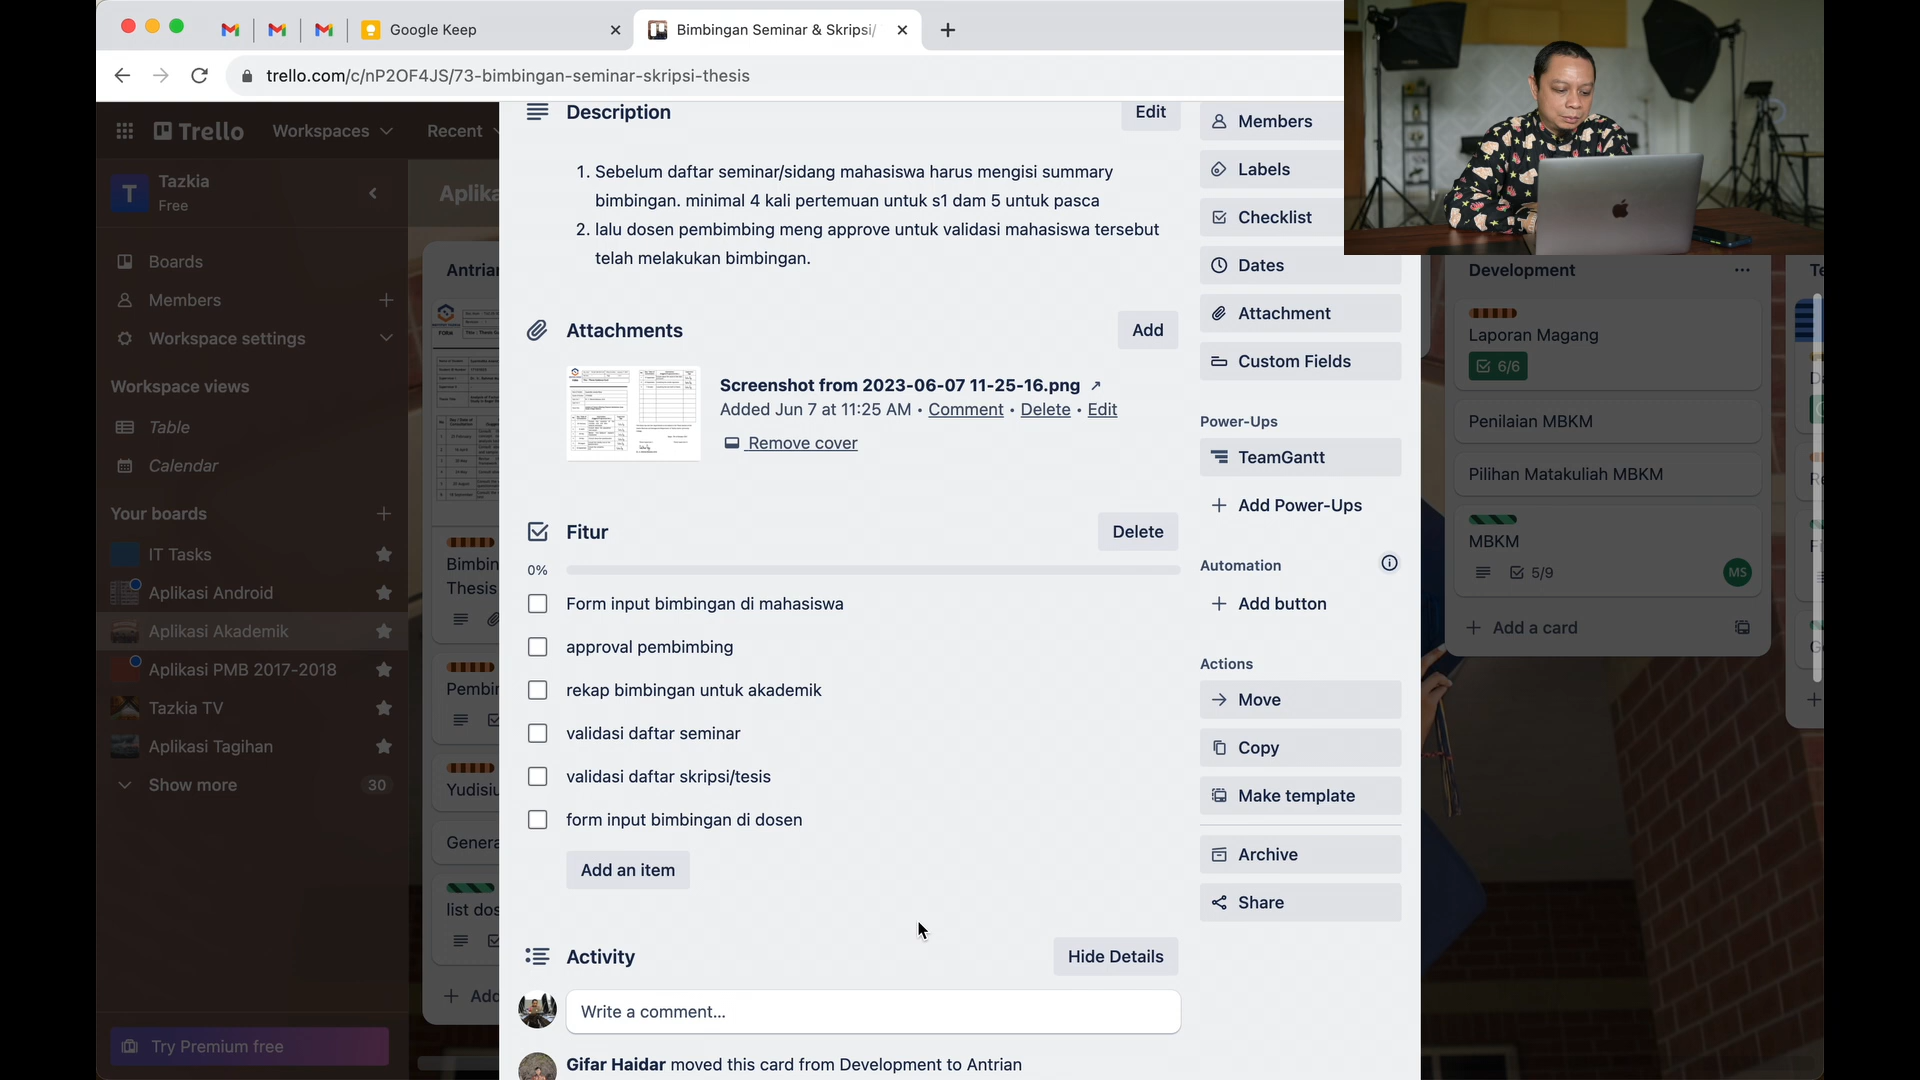 Google Keep
Bimbingan Seminar & Skripsi/
trello.com/c/nP2OF4JS/73-bimbingan-seminar-skripsi-thesis
Trello
Workspaces
Recent
T
Tazkia
Free
Boards
Members
Workspace settings
Workspace views
Table
Calendar
Your boards
IT Tasks
Aplikasi Android
Aplikasi Akademik
Aplikasi PMB 2017-2018
Tazkia TV
Aplikasi Tagihan
Show more
30
Try Premium free
Aplika
Antrian
Bimbin
Thesis
Pembin
Yudisiu
Genera
list dos
Add
Description
Edit
1. Sebelum daftar seminar/sidang mahasiswa harus mengisi summary
bimbingan. minimal 4 kali pertemuan untuk s1 dam 5 untuk pasca
2. lalu dosen pembimbing meng approve untuk validasi mahasiswa tersebut
telah melakukan bimbingan.
Attachments
Add
Screenshot from 2023-06-07 11-25-16.png
Added Jun 7 at 11:25 AM • Comment • Delete • Edit
Remove cover
Fitur
Delete
0%
Form input bimbingan di mahasiswa
approval pembimbing
rekap bimbingan untuk akademik
validasi daftar seminar
validasi daftar skripsi/tesis
form input bimbingan di dosen
Add an item
Activity
Hide Details
Write a comment...
Gifar Haidar moved this card from Development to Antrian
Members
Labels
Checklist
Dates
Attachment
Custom Fields
Power-Ups
TeamGantt
Add Power-Ups
Automation
Add button
Actions
Move
Copy
Make template
Archive
Share
Development
Laporan Magang
6/6
Penilaian MBKM
Pilihan Matakuliah MBKM
MBKM
5/9
MS
Add a card
Te